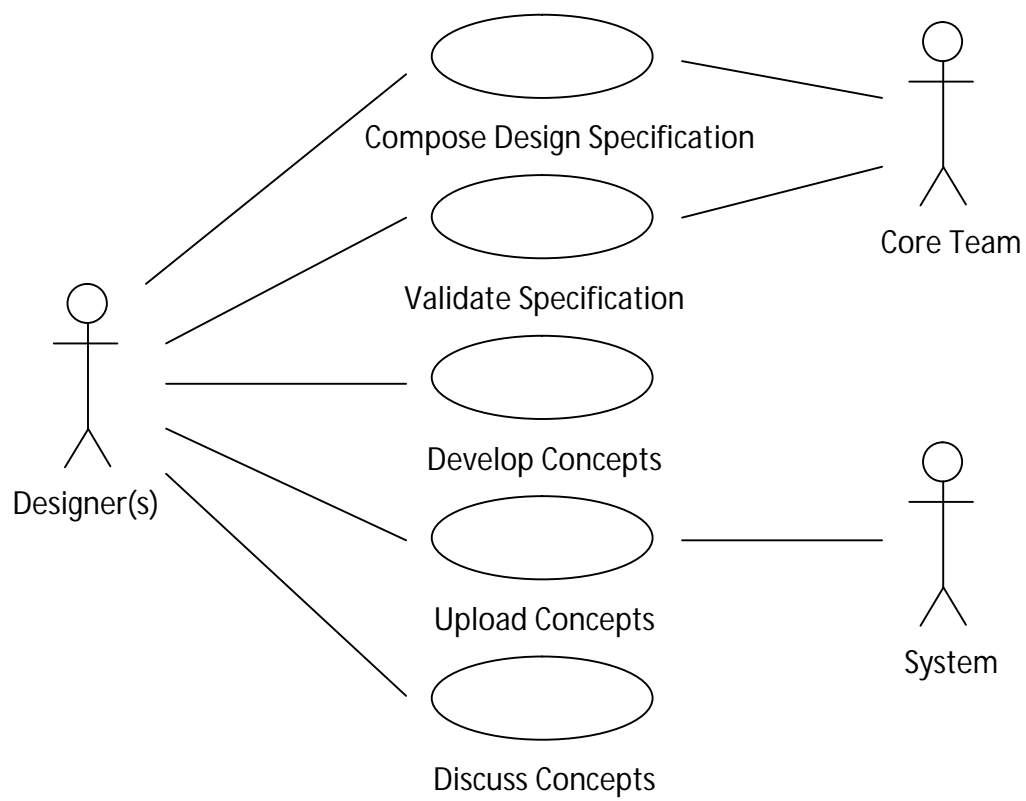 Compose Design Specification
Core Team
Validate Specification
Develop Concepts
Designer(s)
Upload Concepts
System
Discuss Concepts